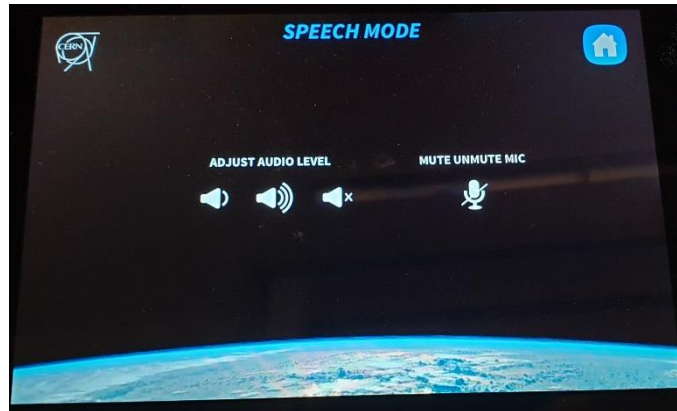 CERN
SPEECH MODE
ADJUST AUDIO LEVEL
MUTE UNMUTE MIC